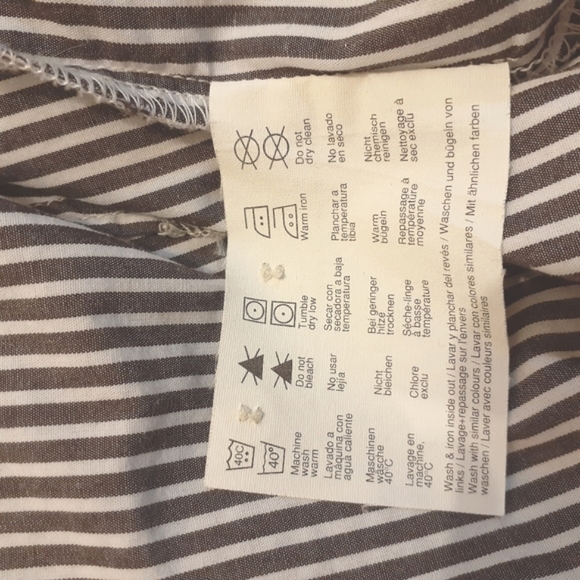 40C
40°
Machine
wash
warm
Lavado a
máquina con
agua caliente
Maschinen
wäsche
40°C
Lavage en
machine,
40°C
Do not
bleach
No usar
lejia
Nicht
bleichen
Chlore
exclu
Tumble
dry low
Secar con
secadora a baja
temperatura
Bei geringer
hitze
trocknen
Séche-linge
à basse
température
Warm iron
Planchar a
temperatura
tibia
Warm
bügeln
Repassage à
température
moyenne
Do not
dry clean
No lavado
en seco
Nicht
chemisch
reinigen
Nettoyage à
sec exclu
Wash & iron inside out / Lavar y planchar del revés / Waschen und bügeln von
links / Lavage+repassage sur l'envers
Wash with similar colours / Lavar con colores similares / Mit ähnlichen farben
waschen / Laver avec couleurs similaires